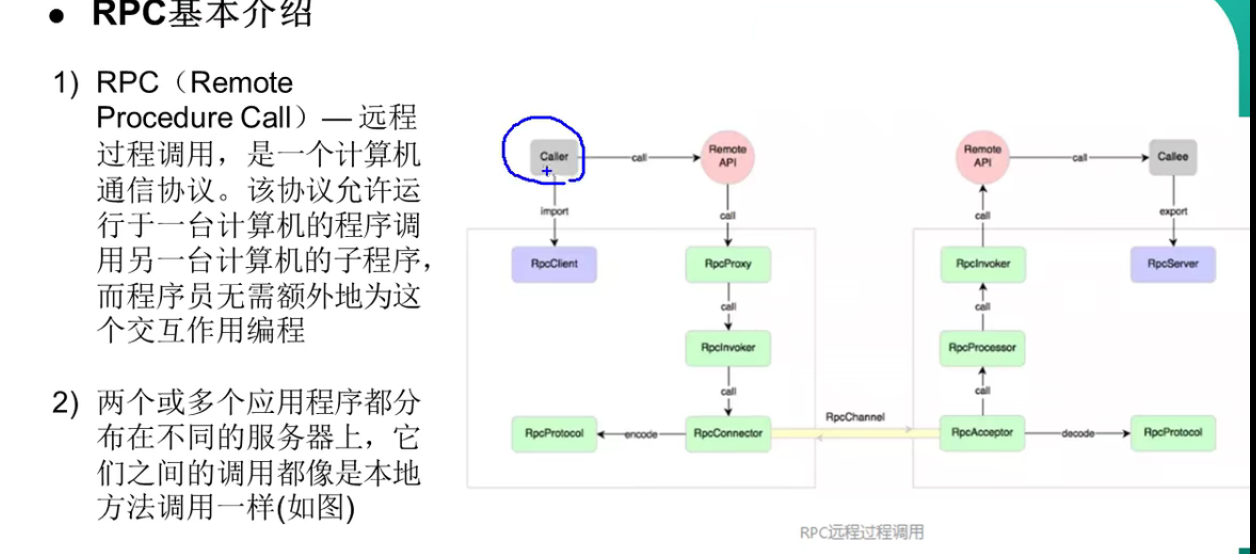 ● RPC基本介绍
1) RPC（Remote
Procedure Call）— 远程
过程调用，是一个计算机
通信协议。该协议允许运
行于一台计算机的程序调
用另一台计算机的子程序，
而程序员无需额外地为这
个交互作用编程
2) 两个或多个应用程序都分
布在不同的服务器上，它
们之间的调用都像是本地
方法调用一样(如图)
Caller
call
Remote
API
Remote
API
call
Callee
import
call
call
export
RpcClient
RpcProxy
RpcInvoker
RpcServer
call
call
RpcInvoker
RpcProcessor
call
call
RpcChannel
RpcProtocol
encode
RpcConnector
RpcAcceptor
decode
RpcProtocol
RPC远程过程调用